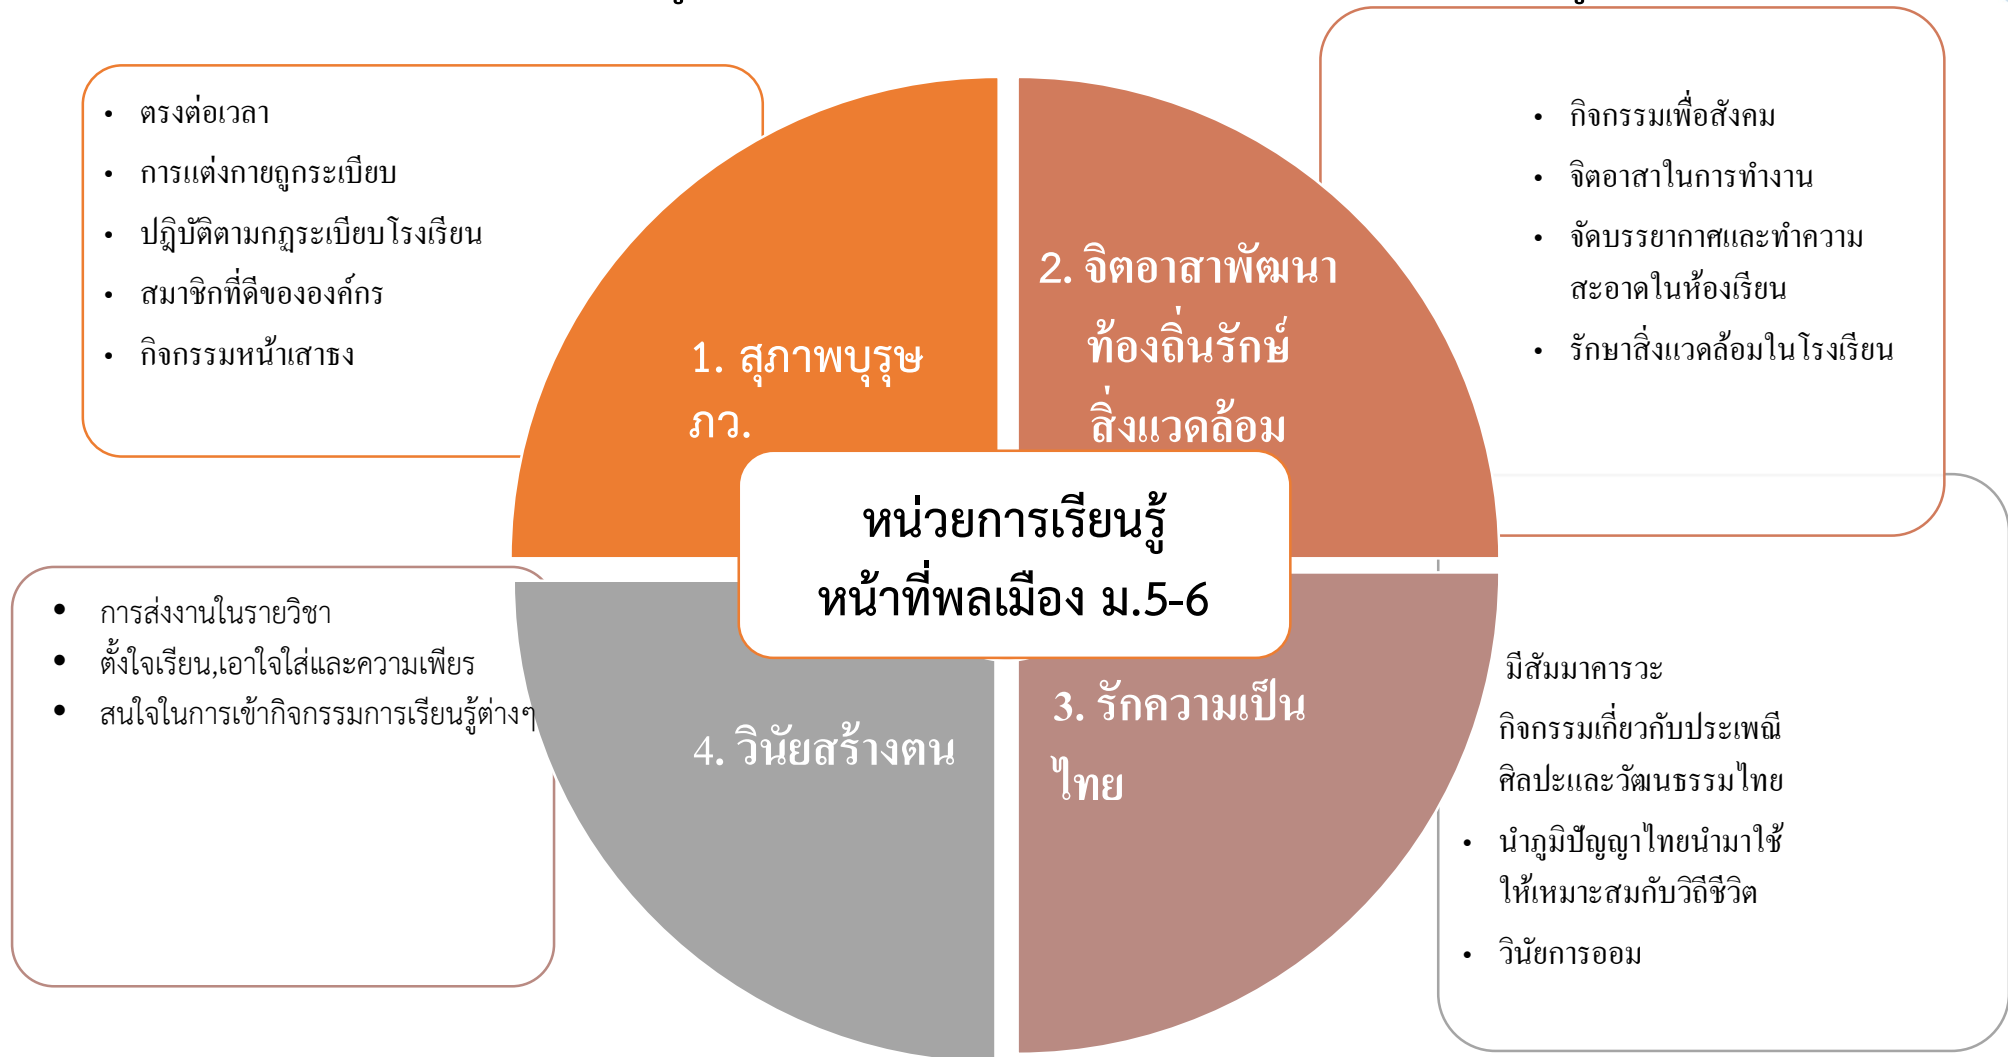 • ตรงต่อเวลา
• การแต่งกายถูกระเบียบ
• ปฎิบัติตามกฏระเบียบโรงเรียน
• สมาชิกที่ดีขององค์กร
• กิจกรรมหน้าเสาธง
1. สุภาพบุรุษ
ภว.
2. จิตอาสาพัฒนา
ท้องถิ่นรักษ์
สิ่งแวดล้อม
• กิจกรรมเพื่อสังคม
• จิตอาสาในการทำงาน
• จัดบรรยากาศและทำความ
สะอาดในห้องเรียน
• รักษาสิ่งแวดล้อมในโรงเรียน
หน่วยการเรียนรู้
หน้าที่พลเมือง ม.5-6
• การส่งงานในรายวิชา
• ตั้งใจเรียน,เอาใจใส่และความเพียร
• สนใจในการเข้ากิจกรรมการเรียนรู้ต่างๆ
4. วินัยสร้างตน
3. รักความเป็น
ไทย
มีสัมมาคารวะ
กิจกรรมเกี่ยวกับประเพณี
ศิลปะและวัฒนธรรมไทย
• นำภูมิปัญญาไทยนำมาใช้
ให้เหมาะสมกับวิถีชีวิต
• วินัยการออม